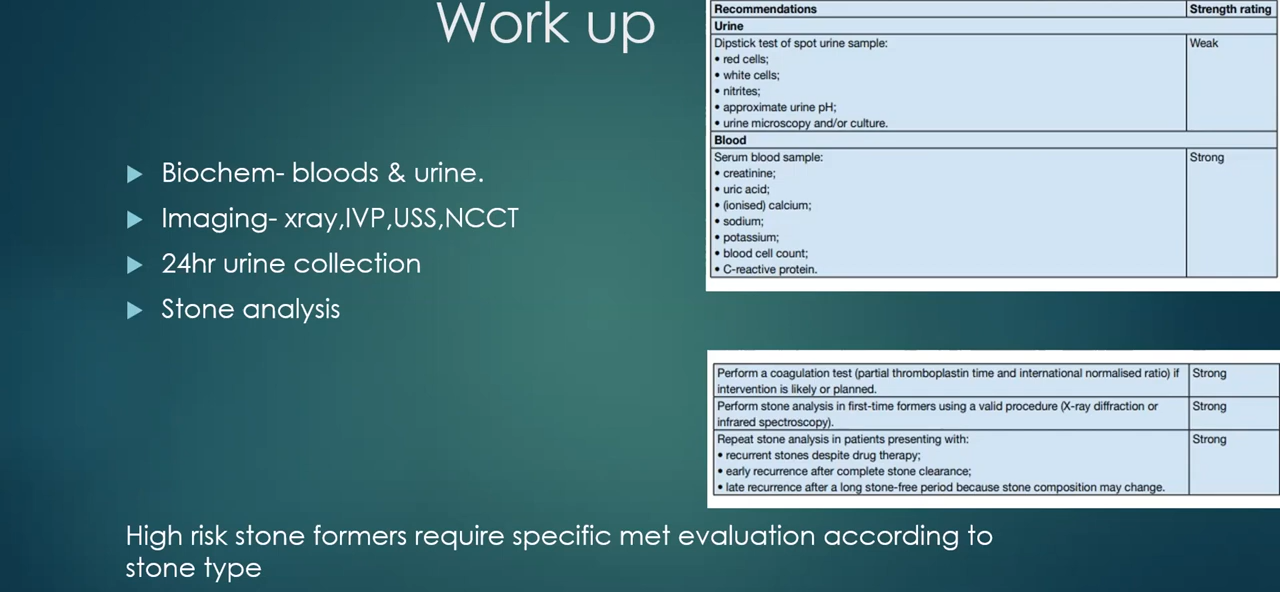 Work up
Biochem- bloods & urine.
Imaging- xray,IVP,USS,NCCT
24hr urine collection
Stone analysis
Recommendations Strength rating
Urine
Dipstick test of spot urine sample: Weak
• red cells;
• white cells;
• nitrites;
• approximate urine pH;
• urine microscopy and/or culture.
Blood
Serum blood sample: Strong
• creatinine;
• uric acid;
• (ionised) calcium;
• sodium;
• potassium;
• blood cell count;
• C-reactive protein.
Perform a coagulation test (partial thromboplastin time and international normalised ratio) if Strong
intervention is likely or planned.
Perform stone analysis in first-time formers using a valid procedure (X-ray diffraction or Strong
infrared spectroscopy).
Repeat stone analysis in patients presenting with: Strong
• recurrent stones despite drug therapy;
• early recurrence after complete stone clearance;
• late recurrence after a long stone-free period because stone composition may change.
High risk stone formers require specific met evaluation according to
stone type